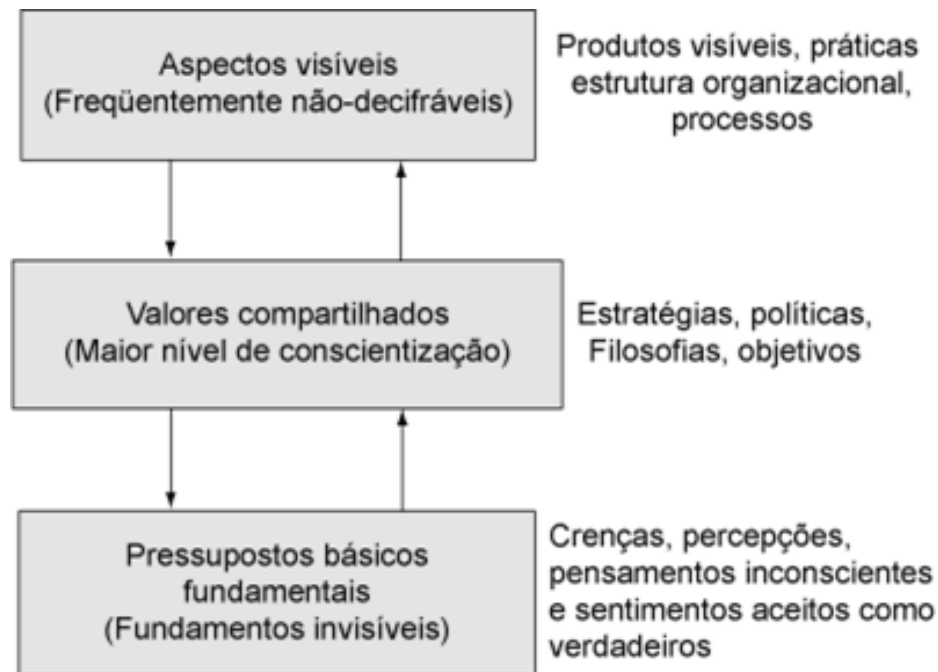 Aspectos visíveis
(Freqüentemente não-decifráveis)
Produtos visíveis, práticas
estrutura organizacional,
processos
Valores compartilhados
(Maior nível de conscientização)
Estratégias, políticas,
Filosofias, objetivos
Pressupostos básicos
fundamentais
(Fundamentos invisíveis)
Crenças, percepções,
pensamentos inconscientes
e sentimentos aceitos como
verdadeiros